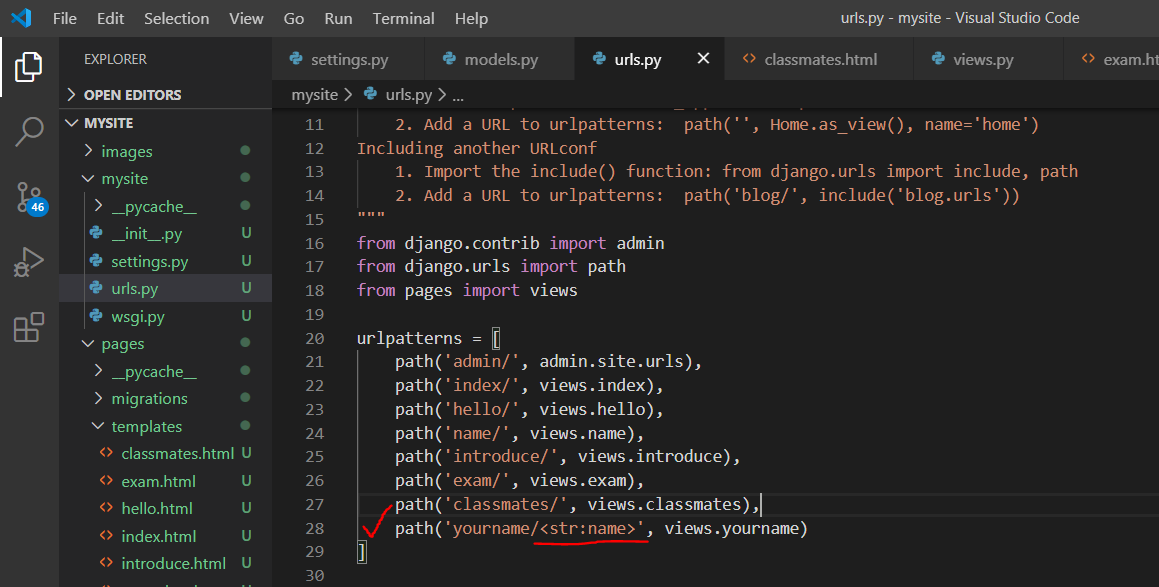 File Edit Selection View Go Run Terminal Help
urls.py - mysite - Visual Studio Code
EXPLORER
OPEN EDITORS
MYSITE
images
mysite
__pycache__
__init__.py U
settings.py U
urls.py U
wsgi.py U
pages
__pycache__
migrations
templates
classmates.html U
exam.html U
hello.html U
index.html U
introduce.html U
46
settings.py models.py urls.py classmates.html views.py exam.ht
mysite > urls.py > ...
11 2. Add a URL to urlpatterns:  path('', Home.as_view(), name='home')
12 Including another URLconf
13 1. Import the include() function: from django.urls import include, path
14 2. Add a URL to urlpatterns:  path('blog/', include('blog.urls'))
15 """
16 from django.contrib import admin
17 from django.urls import path
18 from pages import views
19
20 urlpatterns = [
21 path('admin/', admin.site.urls),
22 path('index/', views.index),
23 path('hello/', views.hello),
24 path('name/', views.name),
25 path('introduce/', views.introduce),
26 path('exam/', views.exam),
27 path('classmates/', views.classmates),
28 path('yourname/<str:name>', views.yourname)
29 ]
30